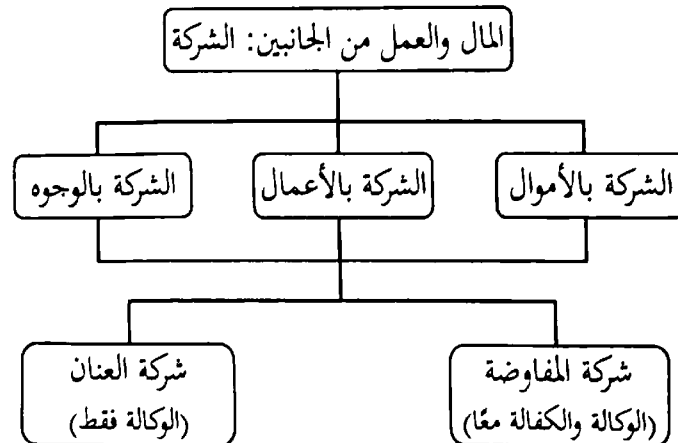 المال والعمل من الجانبين: الشركة
الشركة بالأموال
الشركة بالأعمال
الشركة بالوجوه
شركة المفاوضة
(الوكالة والكفالة معًا)
شركة العنان
(الوكالة فقط)